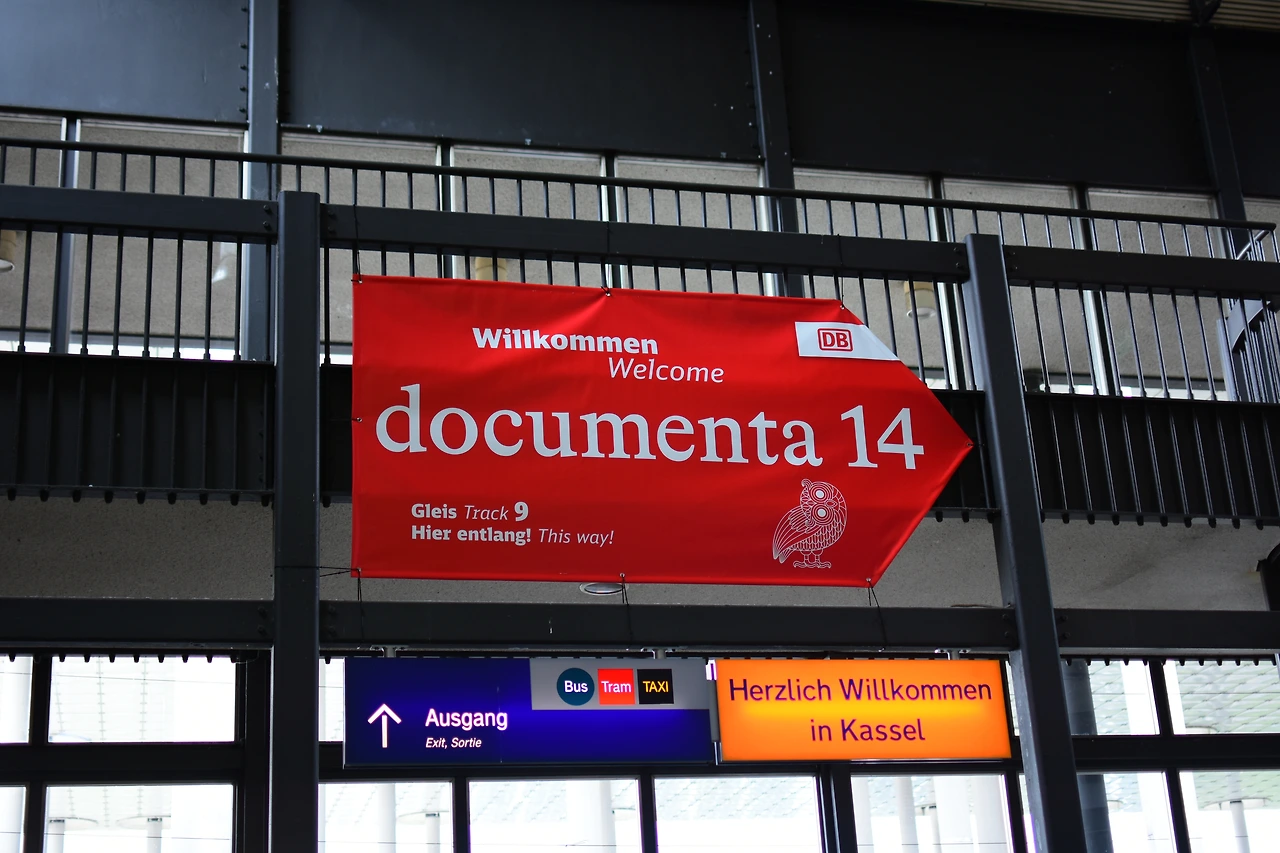 Willkommen
Welcome
DB
documenta 14
Gleis Track 9
Hier entlang! This way!
Bus Tram TAXI
Ausgang
Exit, Sortie
Herzlich Willkommen
in Kassel